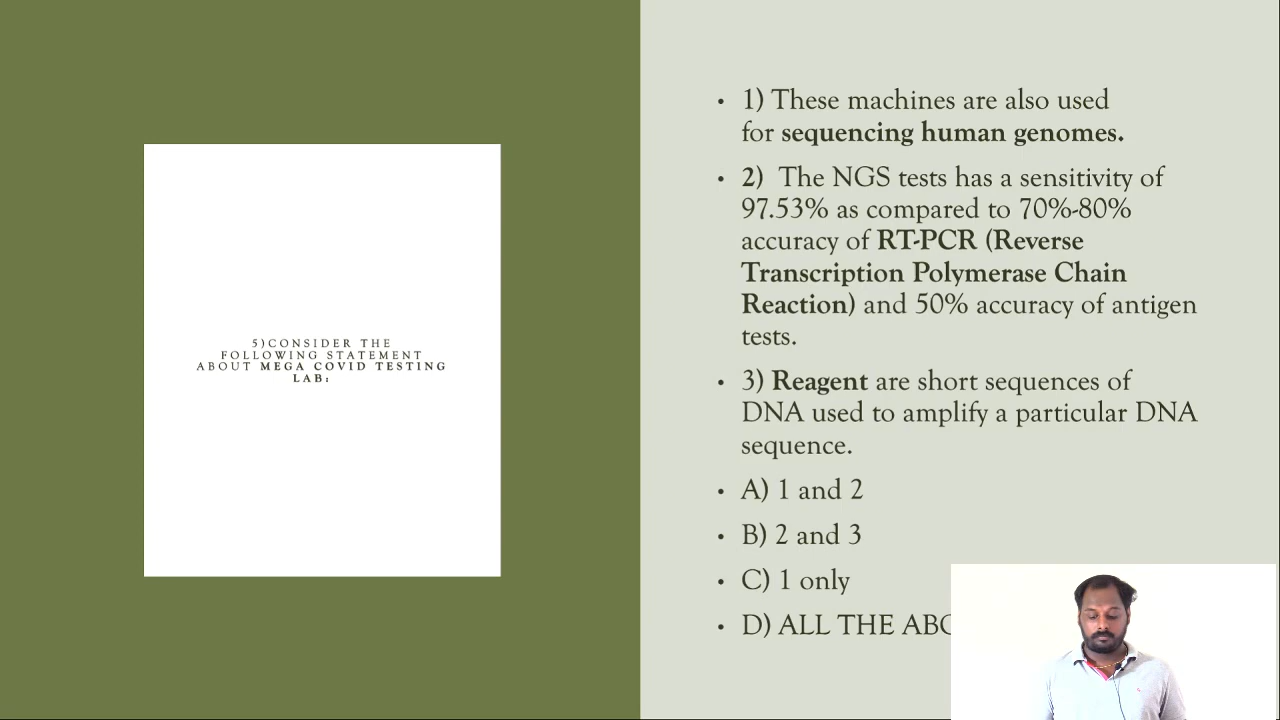 5)CONSIDER THE
FOLLOWING STATEMENT
ABOUT MEGA COVID TESTING
LAB:
• 1) These machines are also used
for sequencing human genomes.
• 2) The NGS tests has a sensitivity of
97.53% as compared to 70%-80%
accuracy of RT-PCR (Reverse
Transcription Polymerase Chain
Reaction) and 50% accuracy of antigen
tests.
• 3) Reagent are short sequences of
DNA used to amplify a particular DNA
sequence.
• A) 1 and 2
• B) 2 and 3
• C) 1 only
• D) ALL THE